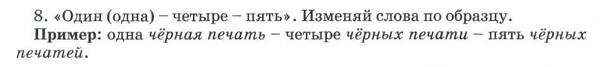 8. «Один (одна) – четыре – пять». Изменяй слова по образцу.
Пример: одна чёрная печать – четыре чёрных печати – пять чёрных
печатей.